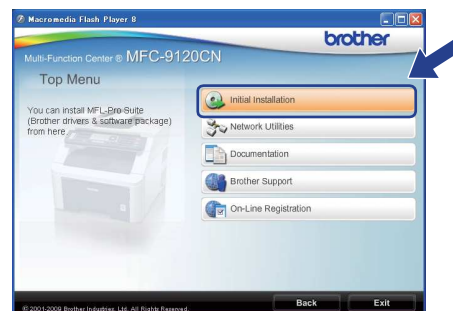 Macromedia Flash Player 8
brother
Multi-Function Center ® MFC-9120CN
Top Menu
You can install MFL-Pro Suite
(Brother drivers & software package)
from here.
Initial Installation
Network Utilities
Documentation
Brother Support
On-Line Registration
© 2001-2009 Brother Industries, Ltd. All Rights Reserved.
Back
Exit